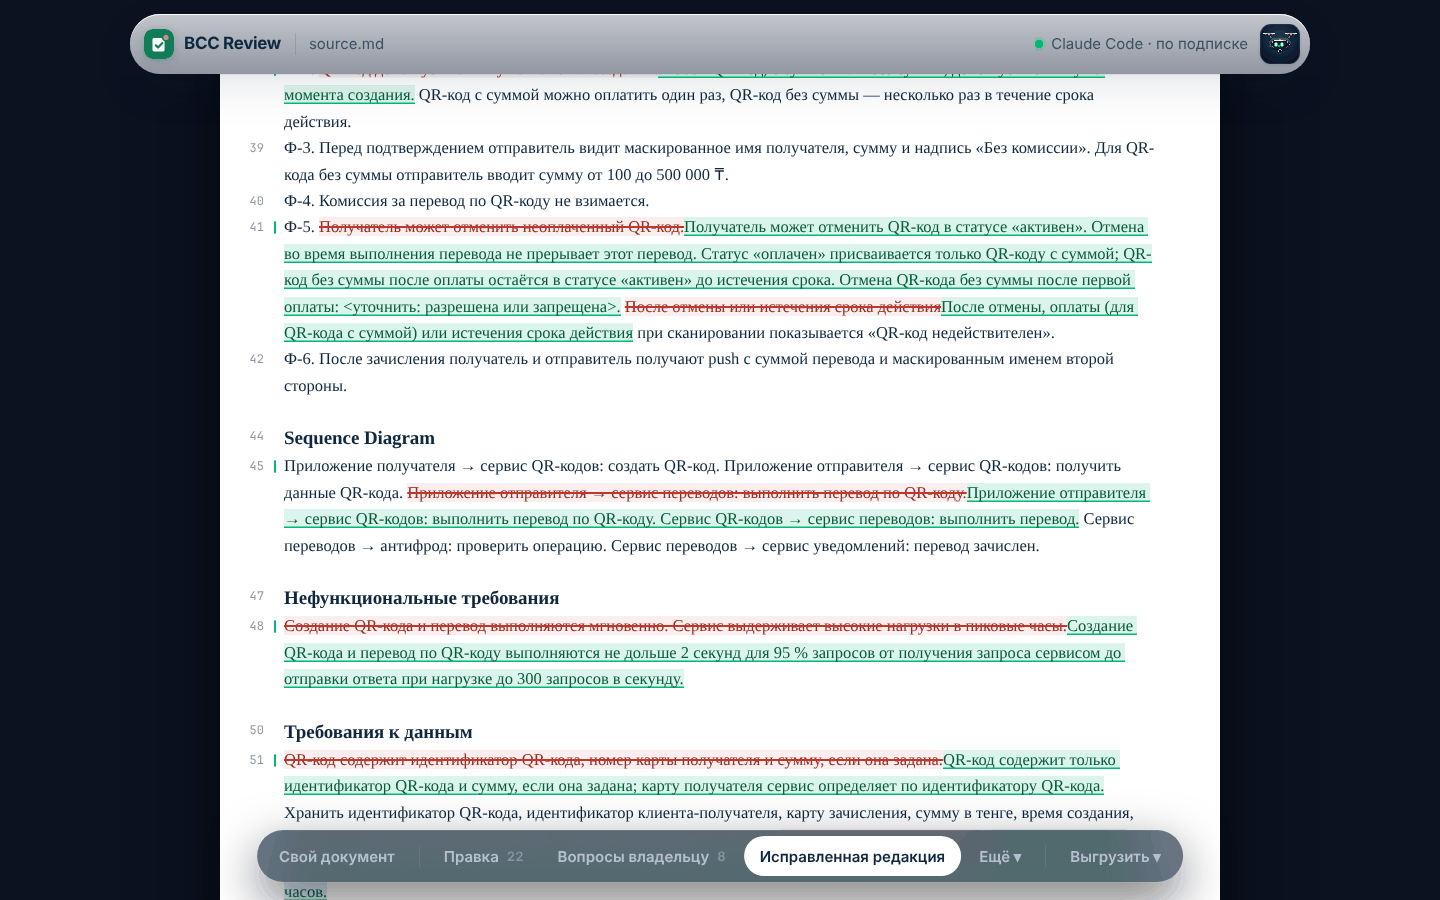 BCC Review
source.md
Claude Code · по подписке
момента создания. QR-код с суммой можно оплатить один раз, QR-код без суммы — несколько раз в течение срока
действия.
39 Ф-3. Перед подтверждением отправитель видит маскированное имя получателя, сумму и надпись «Без комиссии». Для QR-
кода без суммы отправитель вводит сумму от 100 до 500 000 ₸.
40 Ф-4. Комиссия за перевод по QR-коду не взимается.
41 Ф-5. Получатель может отменить неоплаченный QR-код.Получатель может отменить QR-код в статусе «активен». Отмена
во время выполнения перевода не прерывает этот перевод. Статус «оплачен» присваивается только QR-коду с суммой; QR-
код без суммы после оплаты остаётся в статусе «активен» до истечения срока. Отмена QR-кода без суммы после первой
оплаты: <уточнить: разрешена или запрещена>. После отмены или истечения срока действияПосле отмены, оплаты (для
QR-кода с суммой) или истечения срока действия при сканировании показывается «QR-код недействителен».
42 Ф-6. После зачисления получатель и отправитель получают push с суммой перевода и маскированным именем второй
стороны.
44 Sequence Diagram
45 Приложение получателя → сервис QR-кодов: создать QR-код. Приложение отправителя → сервис QR-кодов: получить
данные QR-кода. Приложение отправителя → сервис переводов: выполнить перевод по QR-коду.Приложение отправителя
→ сервис QR-кодов: выполнить перевод по QR-коду. Сервис QR-кодов → сервис переводов: выполнить перевод. Сервис
переводов → антифрод: проверить операцию. Сервис переводов → сервис уведомлений: перевод зачислен.
47 Нефункциональные требования
48 Создание QR-кода и перевод выполняются мгновенно. Сервис выдерживает высокие нагрузки в пиковые часы.Создание
QR-кода и перевод по QR-коду выполняются не дольше 2 секунд для 95 % запросов от получения запроса сервисом до
отправки ответа при нагрузке до 300 запросов в секунду.
50 Требования к данным
51 QR-код содержит идентификатор QR-кода, номер карты получателя и сумму, если она задана.QR-код содержит только
идентификатор QR-кода и сумму, если она задана; карту получателя сервис определяет по идентификатору QR-кода.
Хранить идентификатор QR-кода, идентификатор клиента-получателя, карту зачисления, сумму в тенге, время создания,
Свой документ
Правка 22
Вопросы владельцу 8
Исправленная редакция
Ещё ▾
Выгрузить ▾
часов.